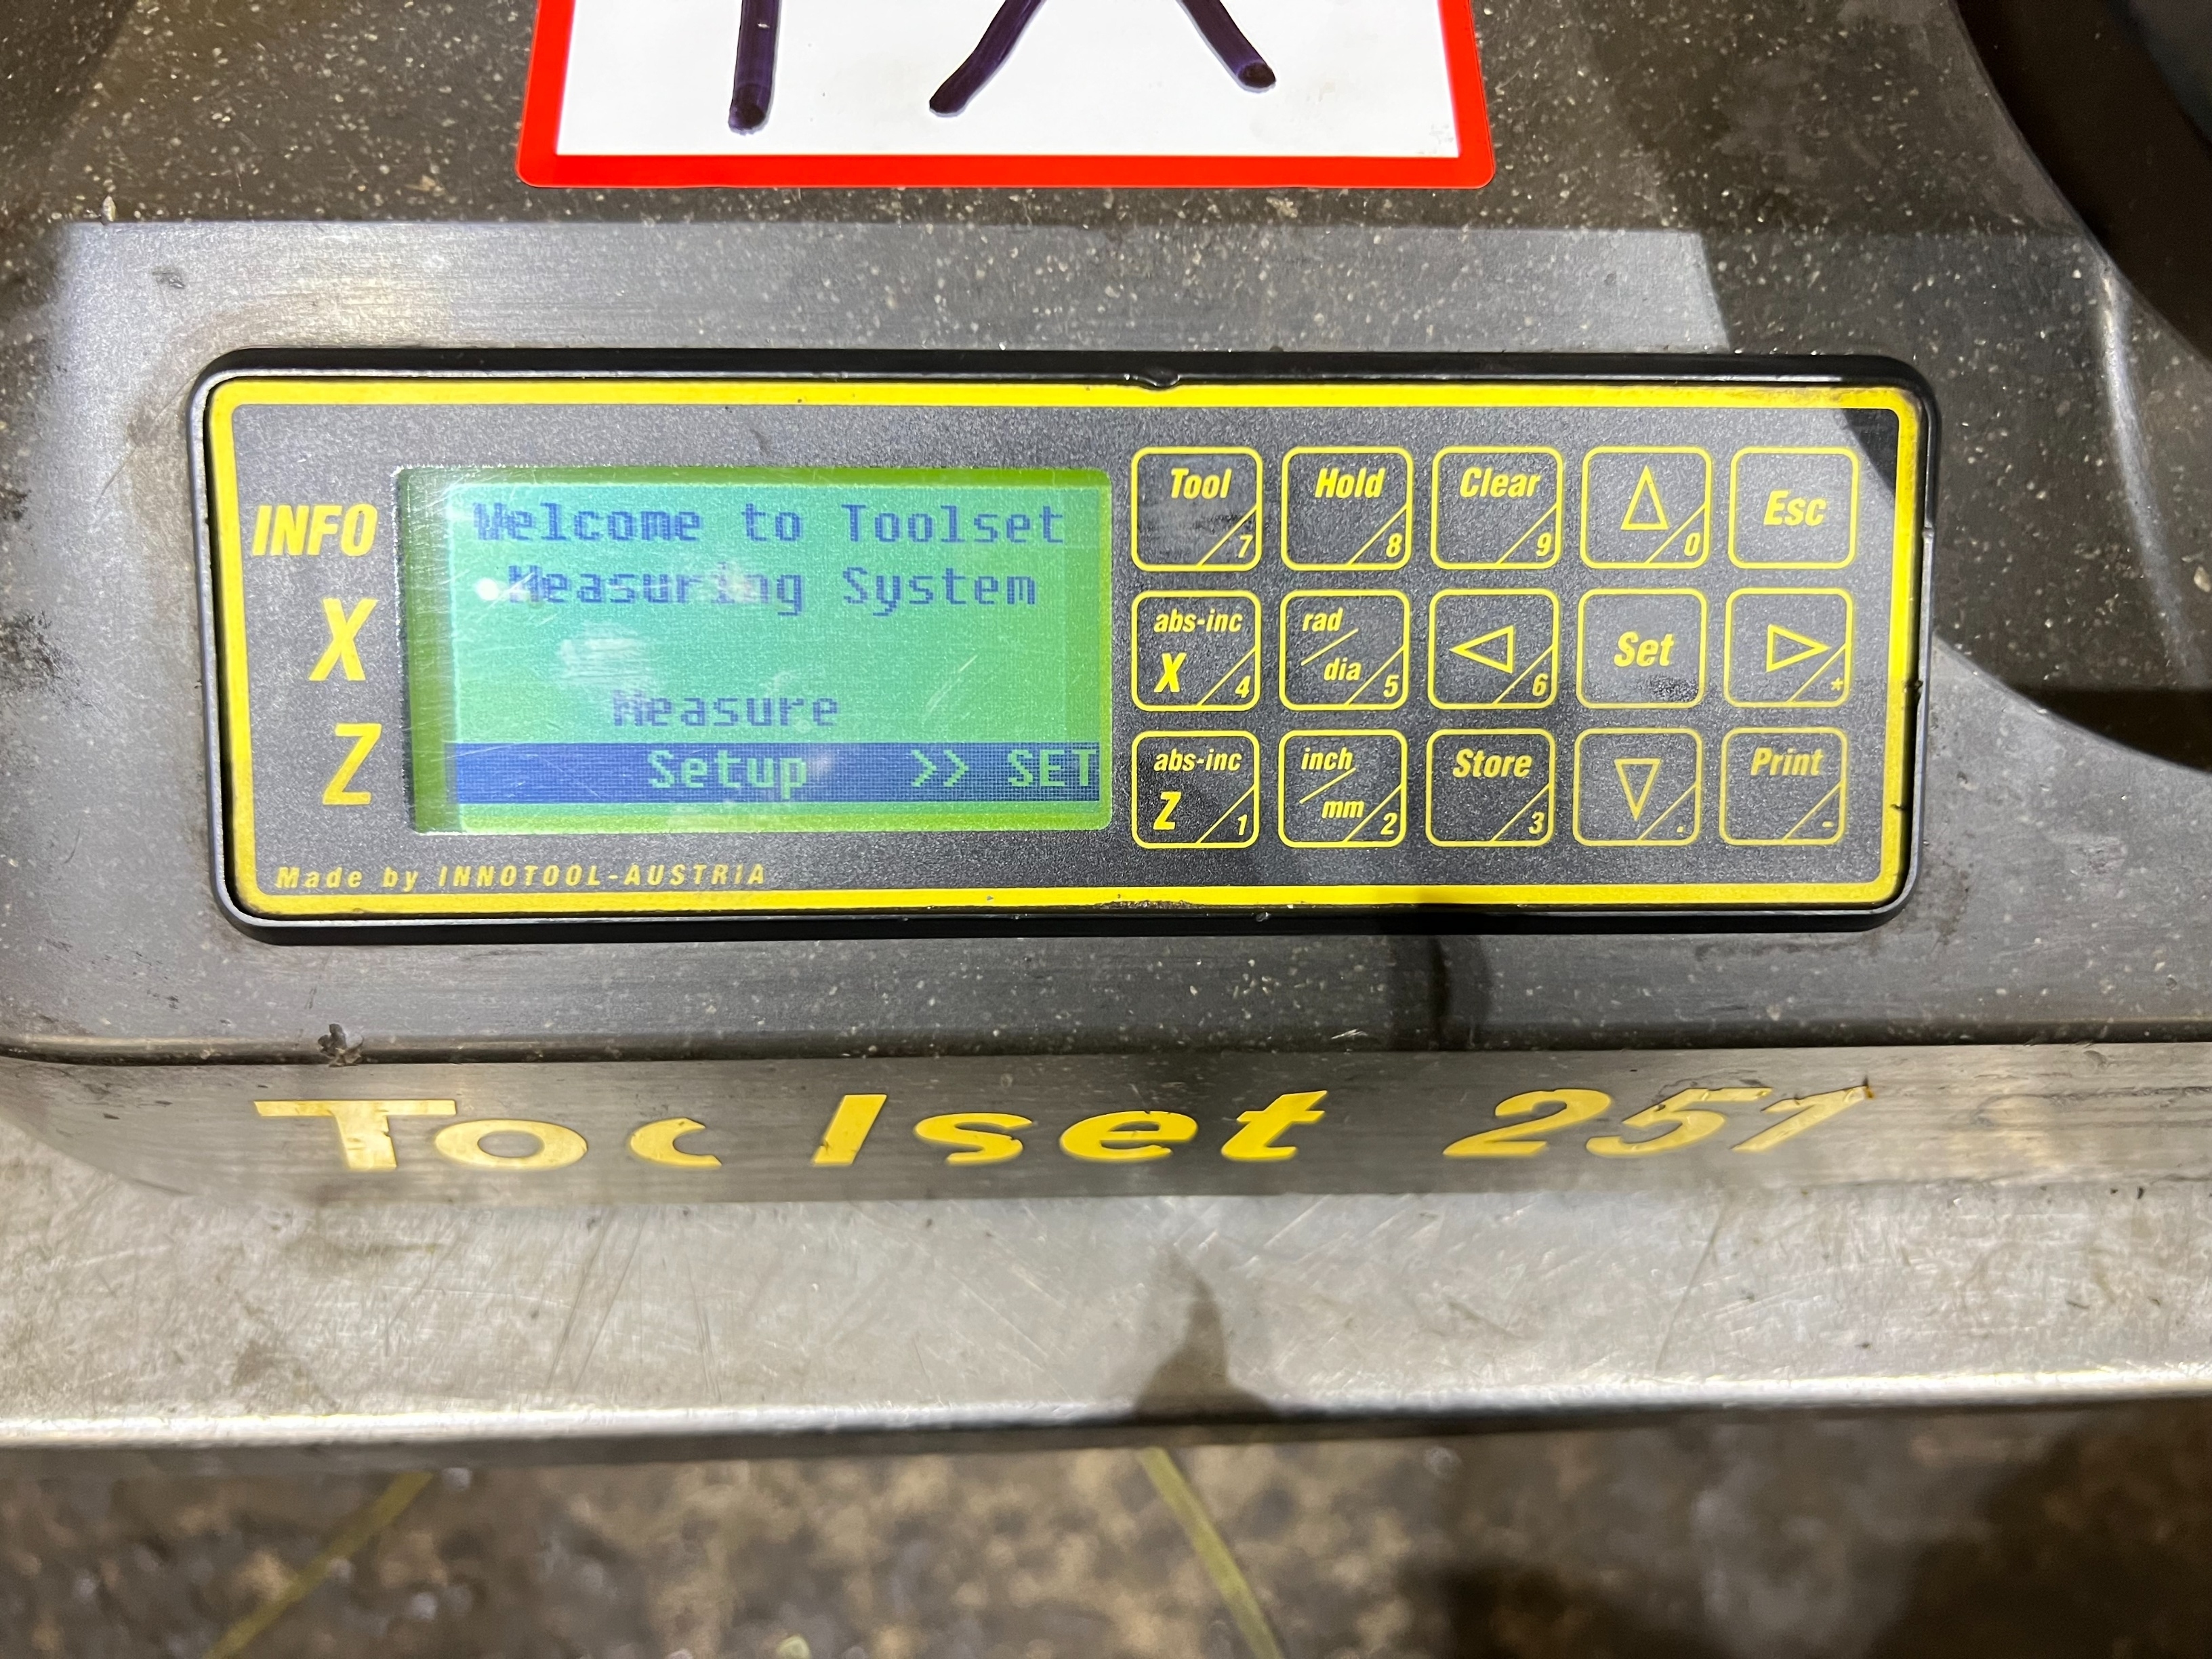 INFO
X
Z
Welcome to Toolset
Measuring System
Measure
Setup >> SET
Made by INNOTOOL-AUSTRIA
Tool 7
Hold 8
Clear 9
0
Esc
abs-inc X 4
rad / dia 5
6
Set
*
abs-inc Z 1
inch / mm 2
Store 3
.
Print -
Toolset 251